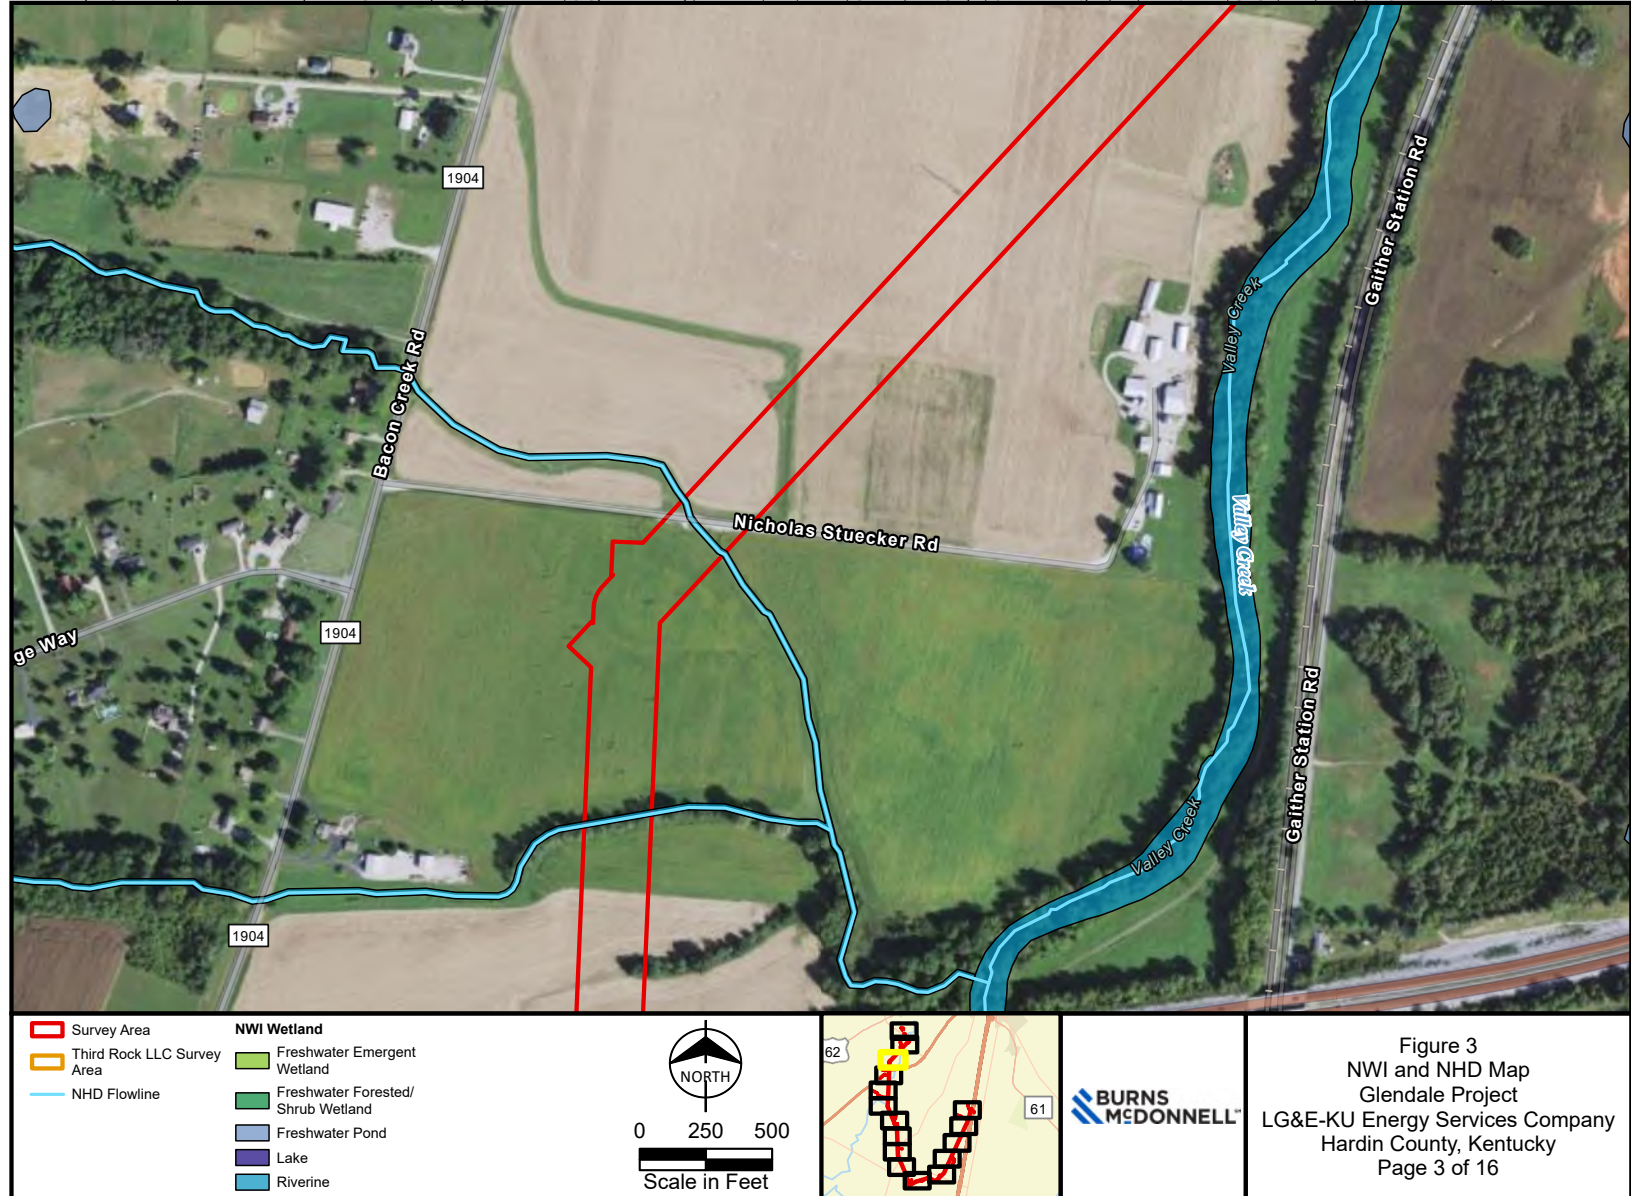 1904
Bacon Creek Rd
Gaither Station Rd
Valley Creek
Valley Creek
Nicholas Stuecker Rd
ge Way
1904
Gaither Station Rd
Valley Creek
1904
Survey Area
Third Rock LLC Survey
Area
NHD Flowline
NWI Wetland
Freshwater Emergent
Wetland
Freshwater Forested/
Shrub Wetland
Freshwater Pond
Lake
Riverine
NORTH
0 250 500
Scale in Feet
62
61
BURNS
McDONNELL
Figure 3
NWI and NHD Map
Glendale Project
LG&E-KU Energy Services Company
Hardin County, Kentucky
Page 3 of 16